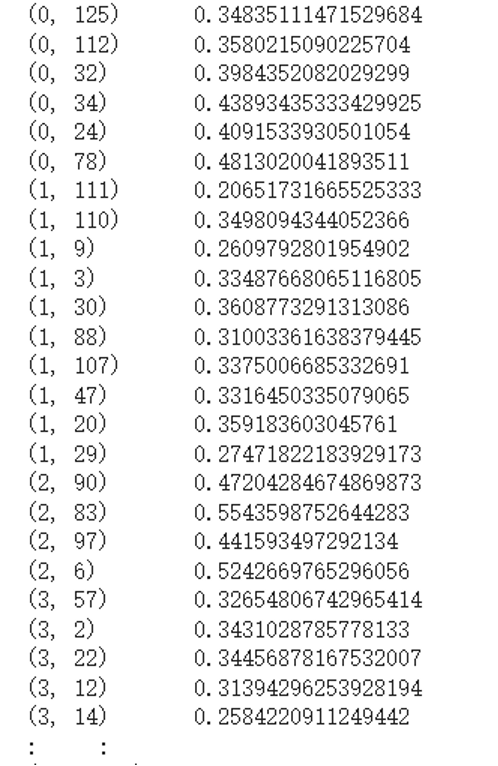 (0, 125) 0.34835111471529684
(0, 112) 0.3580215090225704
(0, 32) 0.3984352082029299
(0, 34) 0.43893435333429925
(0, 24) 0.4091533930501054
(0, 78) 0.4813020041893511
(1, 111) 0.20651731665525333
(1, 110) 0.3498094344052366
(1, 9) 0.2609792801954902
(1, 3) 0.33487668065116805
(1, 30) 0.3608773291313086
(1, 88) 0.31003361638379445
(1, 107) 0.3375006685332691
(1, 47) 0.3316450335079065
(1, 20) 0.359183603045761
(1, 29) 0.27471822183929173
(2, 90) 0.47204284674869873
(2, 83) 0.5543598752644283
(2, 97) 0.441593497292134
(2, 6) 0.5242669765296056
(3, 57) 0.32654806742965414
(3, 2) 0.3431028785778133
(3, 22) 0.34456878167532007
(3, 12) 0.31394296253928194
(3, 14) 0.2584220911249442
: :